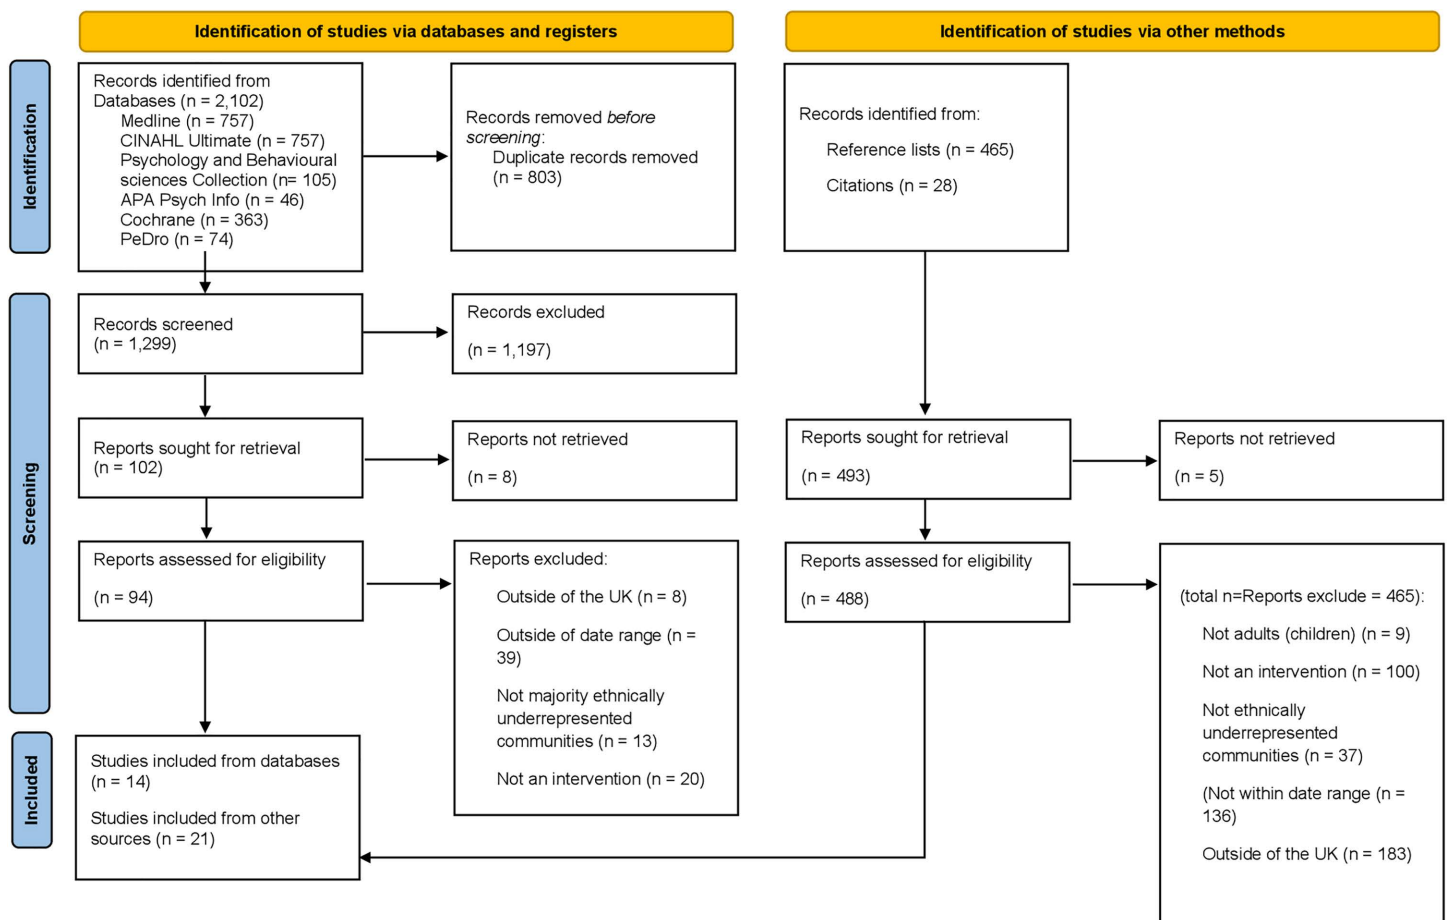 Identification of studies via databases and registers
Identification of studies via other methods
Identification
Records identified from
Databases (n = 2,102)
Medline (n = 757)
CINAHL Ultimate (n = 757)
Psychology and Behavioural
sciences Collection (n= 105)
APA Psych Info (n = 46)
Cochrane (n = 363)
PeDro (n = 74)
Records removed before
screening:
Duplicate records removed
(n = 803)
Records identified from:
Reference lists (n = 465)
Citations (n = 28)
Screening
Records screened
(n = 1,299)
Records excluded
(n = 1,197)
Reports sought for retrieval
(n = 102)
Reports not retrieved
(n = 8)
Reports sought for retrieval
(n = 493)
Reports not retrieved
(n = 5)
Reports assessed for eligibility
(n = 94)
Reports excluded:
Outside of the UK (n = 8)
Outside of date range (n =
39)
Not majority ethnically
underrepresented
communities (n = 13)
Not an intervention (n = 20)
Reports assessed for eligibility
(n = 488)
(total n=Reports exclude = 465):
Not adults (children) (n = 9)
Not an intervention (n = 100)
Not ethnically
underrepresented
communities (n = 37)
(Not within date range (n =
136)
Outside of the UK (n = 183)
Included
Studies included from databases
(n = 14)
Studies included from other
sources (n = 21)